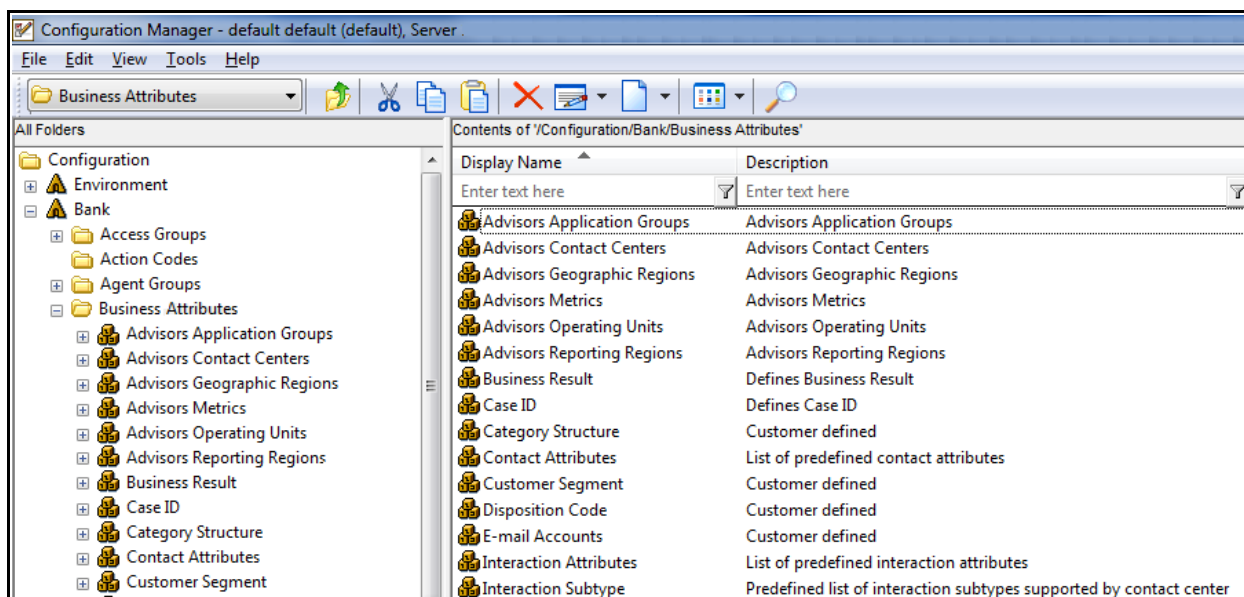 Configuration Manager - default default (default), Server .
File Edit View Tools Help
Business Attributes
All Folders
Configuration
Environment
Bank
Access Groups
Action Codes
Agent Groups
Business Attributes
Advisors Application Groups
Advisors Contact Centers
Advisors Geographic Regions
Advisors Metrics
Advisors Operating Units
Advisors Reporting Regions
Business Result
Case ID
Category Structure
Contact Attributes
Customer Segment
Contents of '/Configuration/Bank/Business Attributes'
Display Name Description
Enter text here Enter text here
Advisors Application Groups Advisors Application Groups
Advisors Contact Centers Advisors Contact Centers
Advisors Geographic Regions Advisors Geographic Regions
Advisors Metrics Advisors Metrics
Advisors Operating Units Advisors Operating Units
Advisors Reporting Regions Advisors Reporting Regions
Business Result Defines Business Result
Case ID Defines Case ID
Category Structure Customer defined
Contact Attributes List of predefined contact attributes
Customer Segment Customer defined
Disposition Code Customer defined
E-mail Accounts Customer defined
Interaction Attributes List of predefined interaction attributes
Interaction Subtype Predefined list of interaction subtypes supported by contact center